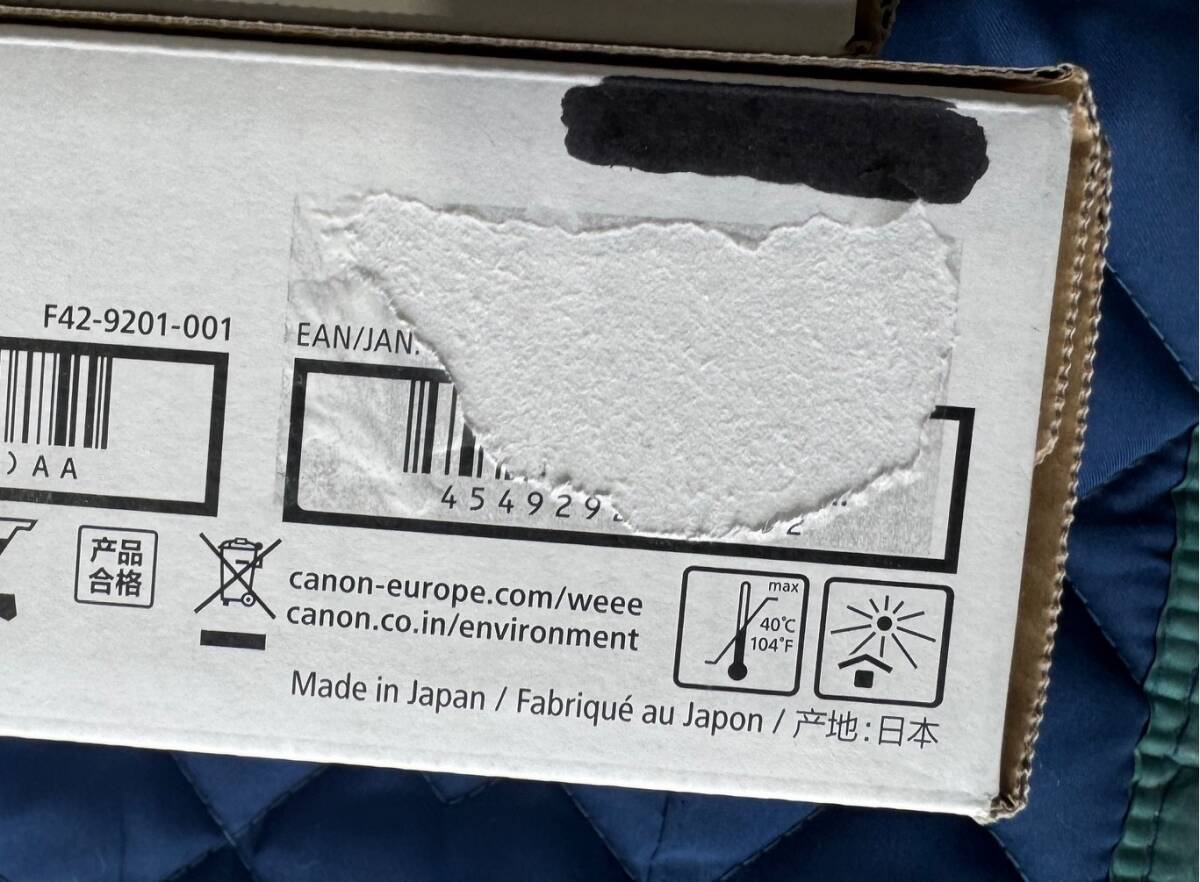 F42-9201-001
)AA
EAN/JAN.
454929
2
产品
合格
canon-europe.com/weee
canon.co.in/environment
max
40℃
104°F
Made in Japan / Fabriqué au Japon / 产地:日本